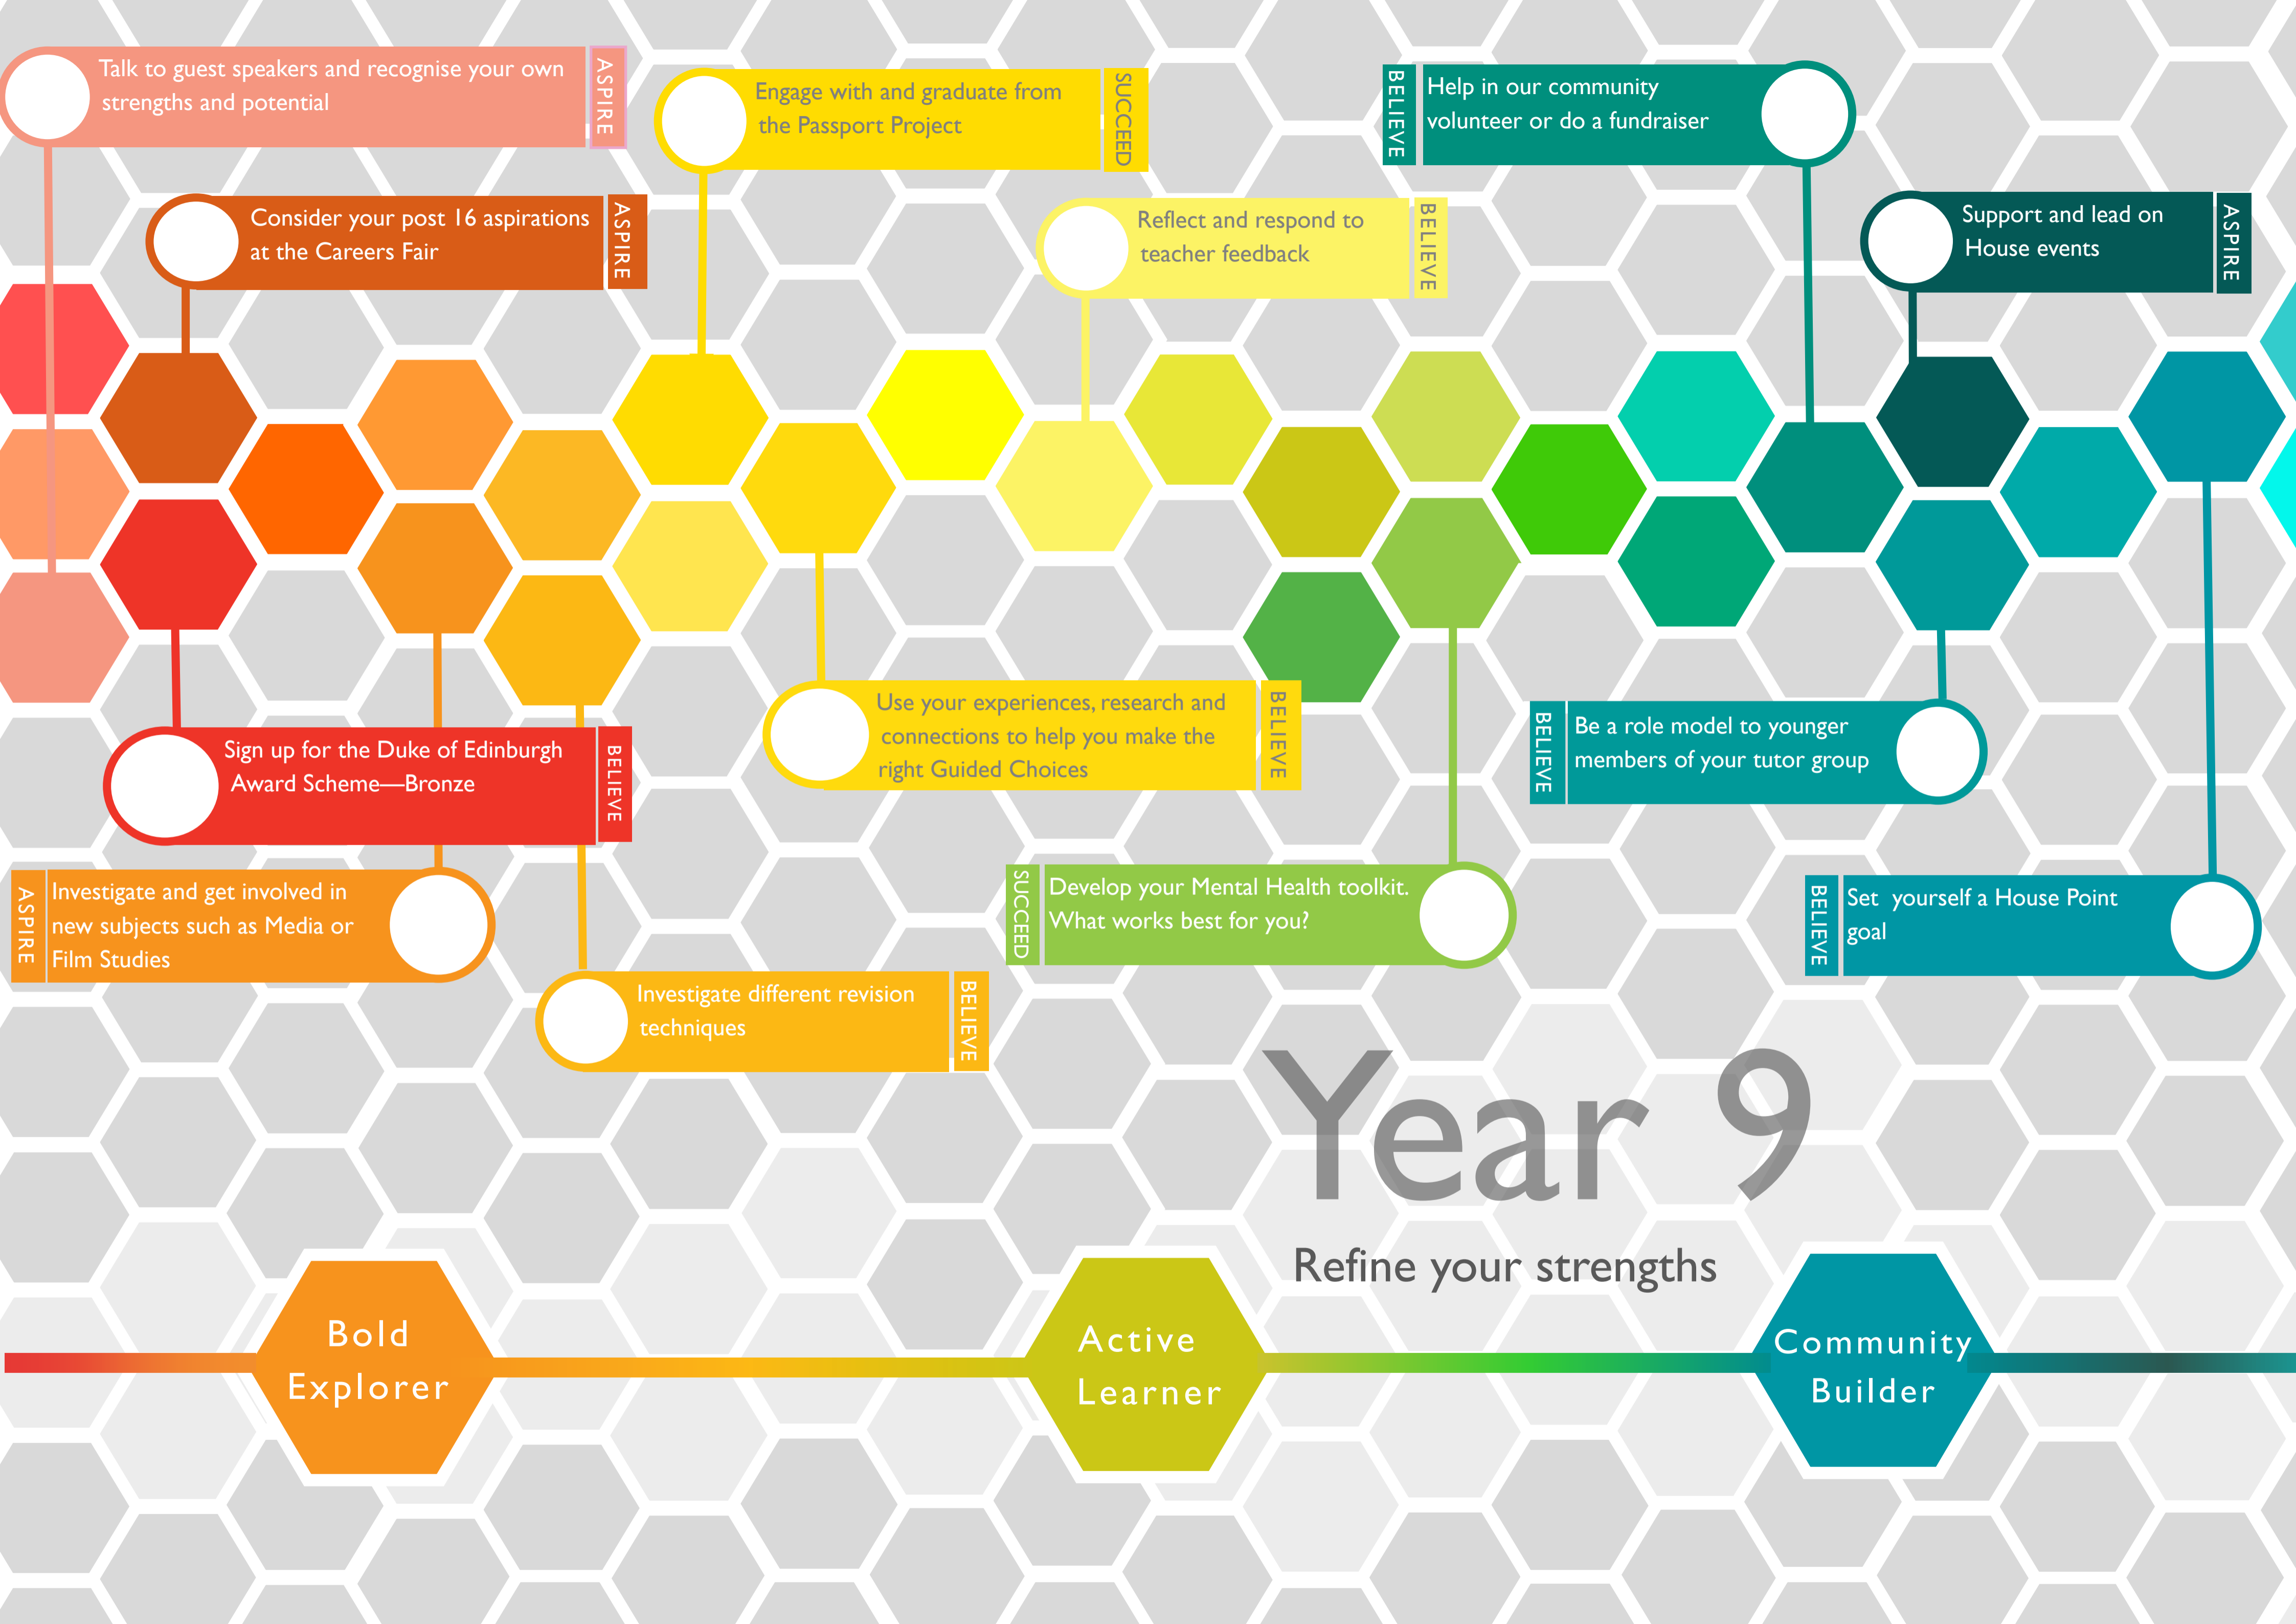 Talk to guest speakers and recognise your own
strengths and potential
ASPIRE
Engage with and graduate from
the Passport Project
SUCCEED
Help in our community
volunteer or do a fundraiser
BELIEVE
Consider your post 16 aspirations
at the Careers Fair
ASPIRE
Reflect and respond to
teacher feedback
BELIEVE
Support and lead on
House events
ASPIRE
Sign up for the Duke of Edinburgh
Award Scheme—Bronze
BELIEVE
Use your experiences, research and
connections to help you make the
right Guided Choices
BELIEVE
BELIEVE
Be a role model to younger
members of your tutor group
ASPIRE
Investigate and get involved in
new subjects such as Media or
Film Studies
SUCCEED
Develop your Mental Health toolkit.
What works best for you?
BELIEVE
Set yourself a House Point
goal
Investigate different revision
techniques
BELIEVE
Year 9
Refine your strengths
Bold
Explorer
Active
Learner
Community
Builder